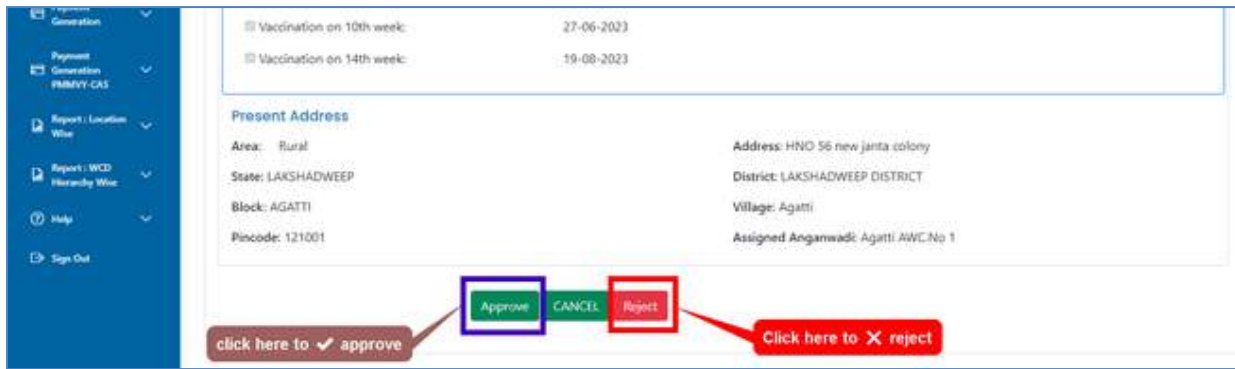 Payment
Generation
Payment
Generation
PMMVY-CAS
Report : Location
Wise
Report : WCD
Hierarchy Wise
Help
Sign Out
Vaccination on 10th week: 27-06-2023
Vaccination on 14th week: 19-08-2023
Present Address
Area: Rural Address: HNO 56 new janta colony
State: LAKSHADWEEP District: LAKSHADWEEP DISTRICT
Block: AGATTI Village: Agatti
Pincode: 121001 Assigned Anganwadi: Agatti AWC.No 1
Approve CANCEL Reject
click here to ✔ approve
Click here to ✕ reject